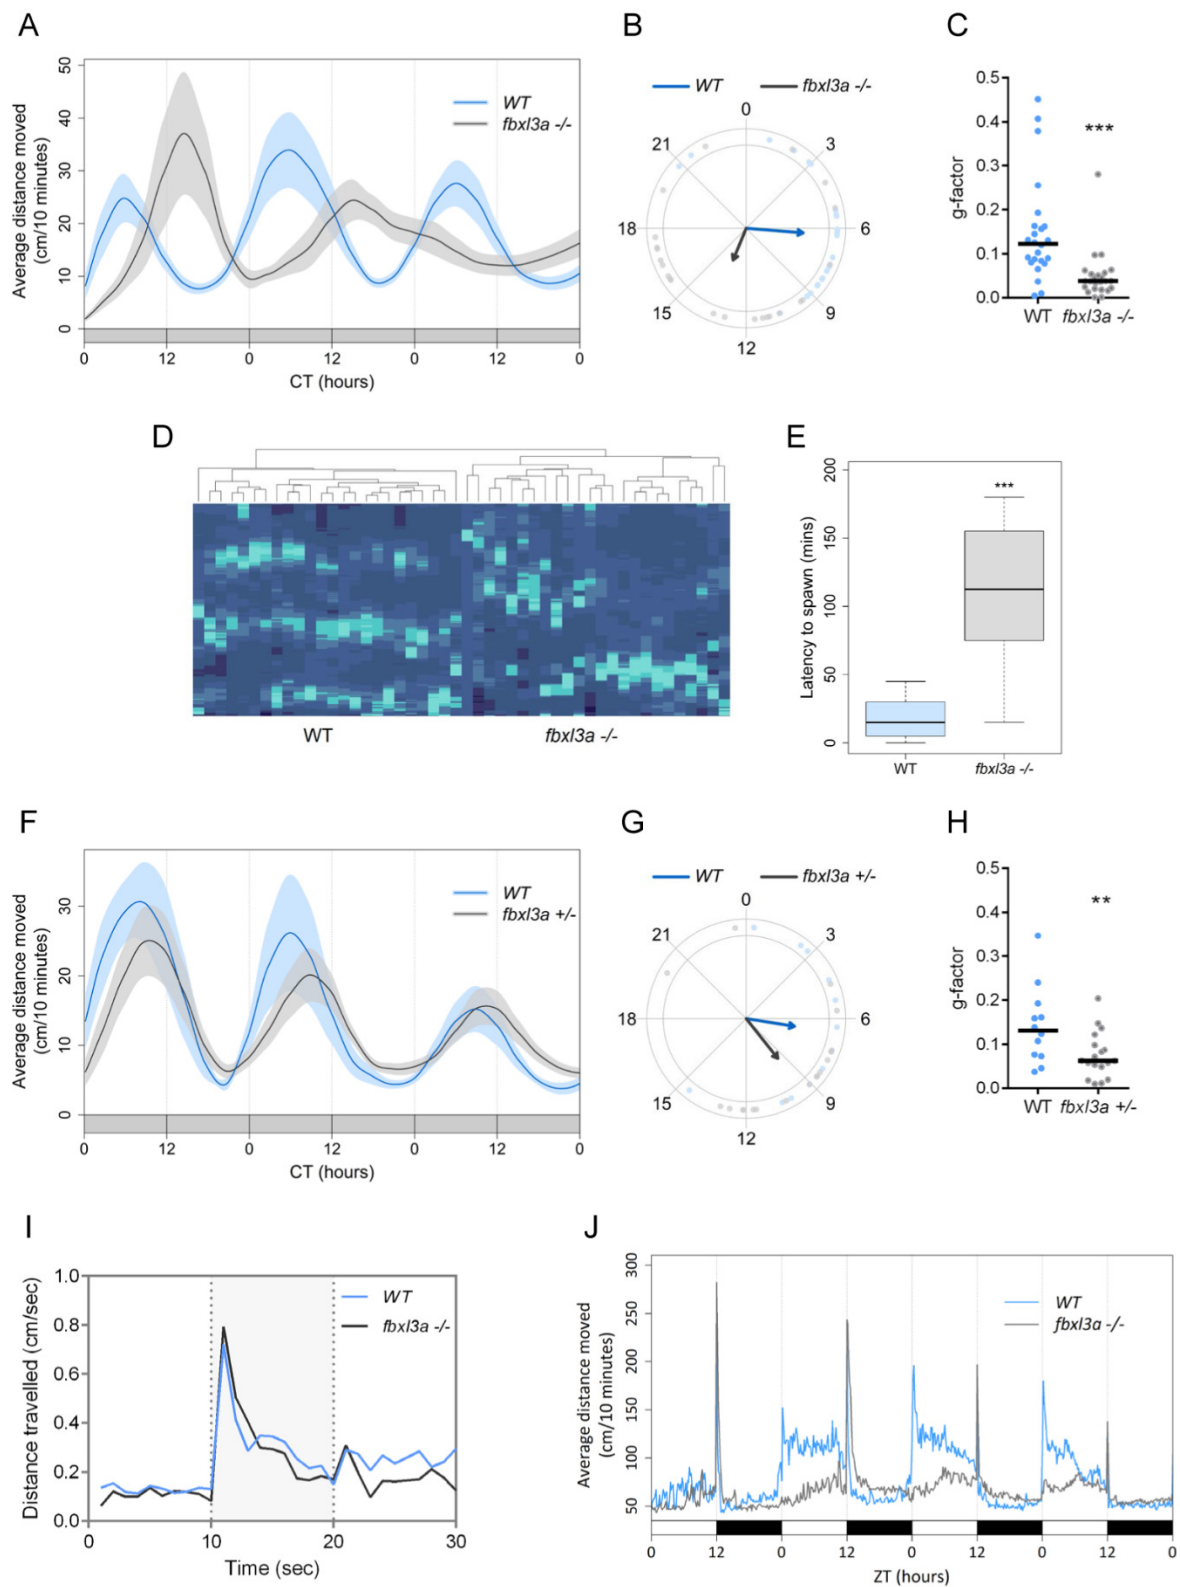 A
B
C
Average distance moved
(cm/10 minutes)
50
40
30
20
10
0
WT
fbxl3a -/-
0
12
0
12
0
12
0
CT (hours)
WT
fbxl3a -/-
0
3
6
9
12
15
18
21
g-factor
0.5
0.4
0.3
0.2
0.1
0.0
***
WT
fbxl3a -/-
D
E
WT
fbxl3a -/-
Latency to spawn (mins)
200
150
100
50
0
***
WT
fbxl3a -/-
F
G
H
Average distance moved
(cm/10 minutes)
30
20
10
0
WT
fbxl3a +/-
0
12
0
12
0
12
0
CT (hours)
WT
fbxl3a +/-
0
3
6
9
12
15
18
21
g-factor
0.5
0.4
0.3
0.2
0.1
0.0
**
WT
fbxl3a +/-
I
J
Distance travelled (cm/sec)
1.0
0.8
0.6
0.4
0.2
0.0
WT
fbxl3a -/-
0
10
20
30
Time (sec)
Average distance moved
(cm/10 minutes)
300
250
200
150
100
50
WT
fbxl3a -/-
0
12
0
12
0
12
0
12
0
ZT (hours)